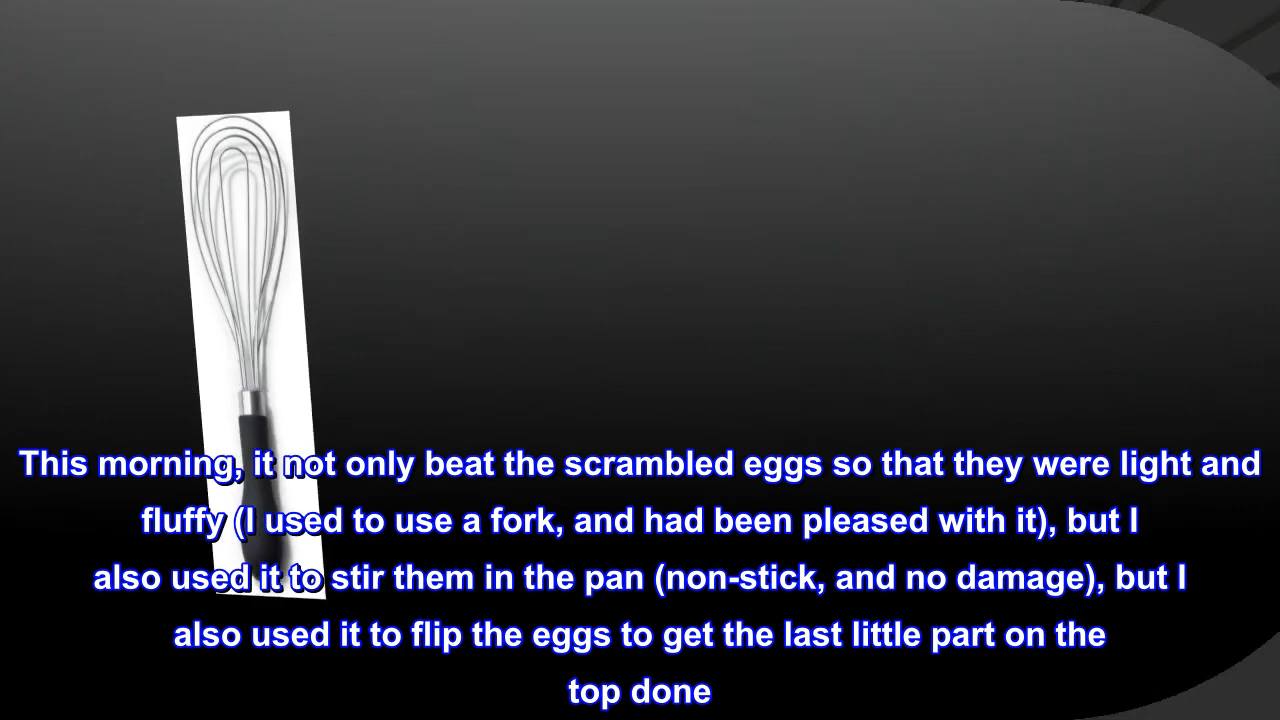 This morning, it not only beat the scrambled eggs so that they were light and
fluffy (I used to use a fork, and had been pleased with it), but I
also used it to stir them in the pan (non-stick, and no damage), but I
also used it to flip the eggs to get the last little part on the
top done